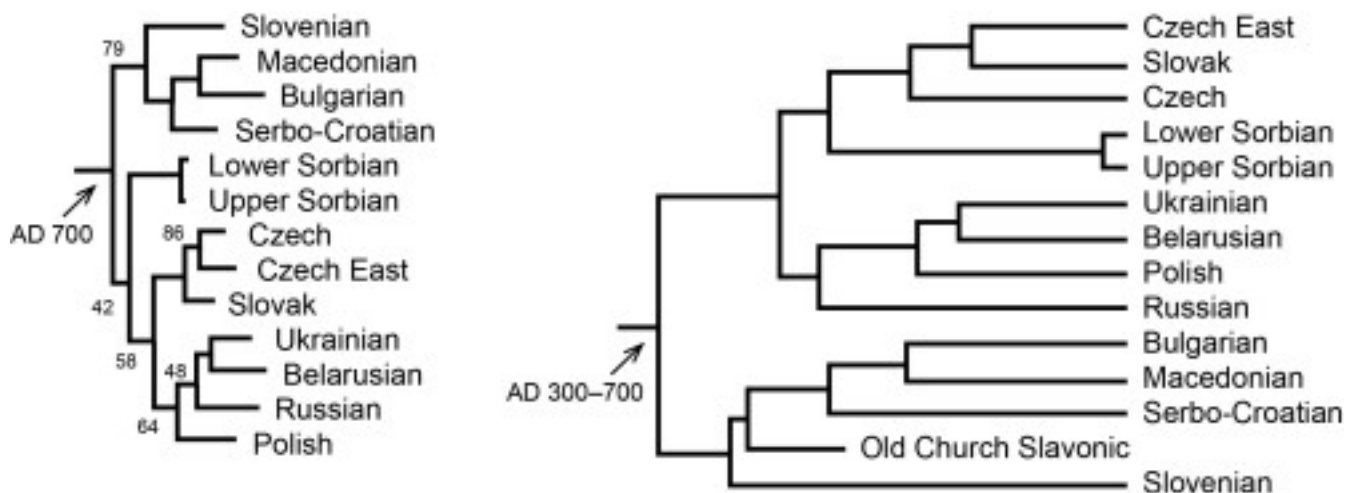 79
Slovenian
Macedonian
Bulgarian
Serbo-Croatian
Lower Sorbian
Upper Sorbian
AD 700
86
Czech
Czech East
Slovak
42
58
Ukrainian
48
Belarusian
Russian
64
Polish
Czech East
Slovak
Czech
Lower Sorbian
Upper Sorbian
Ukrainian
Belarusian
Polish
Russian
AD 300–700
Bulgarian
Macedonian
Serbo-Croatian
Old Church Slavonic
Slovenian